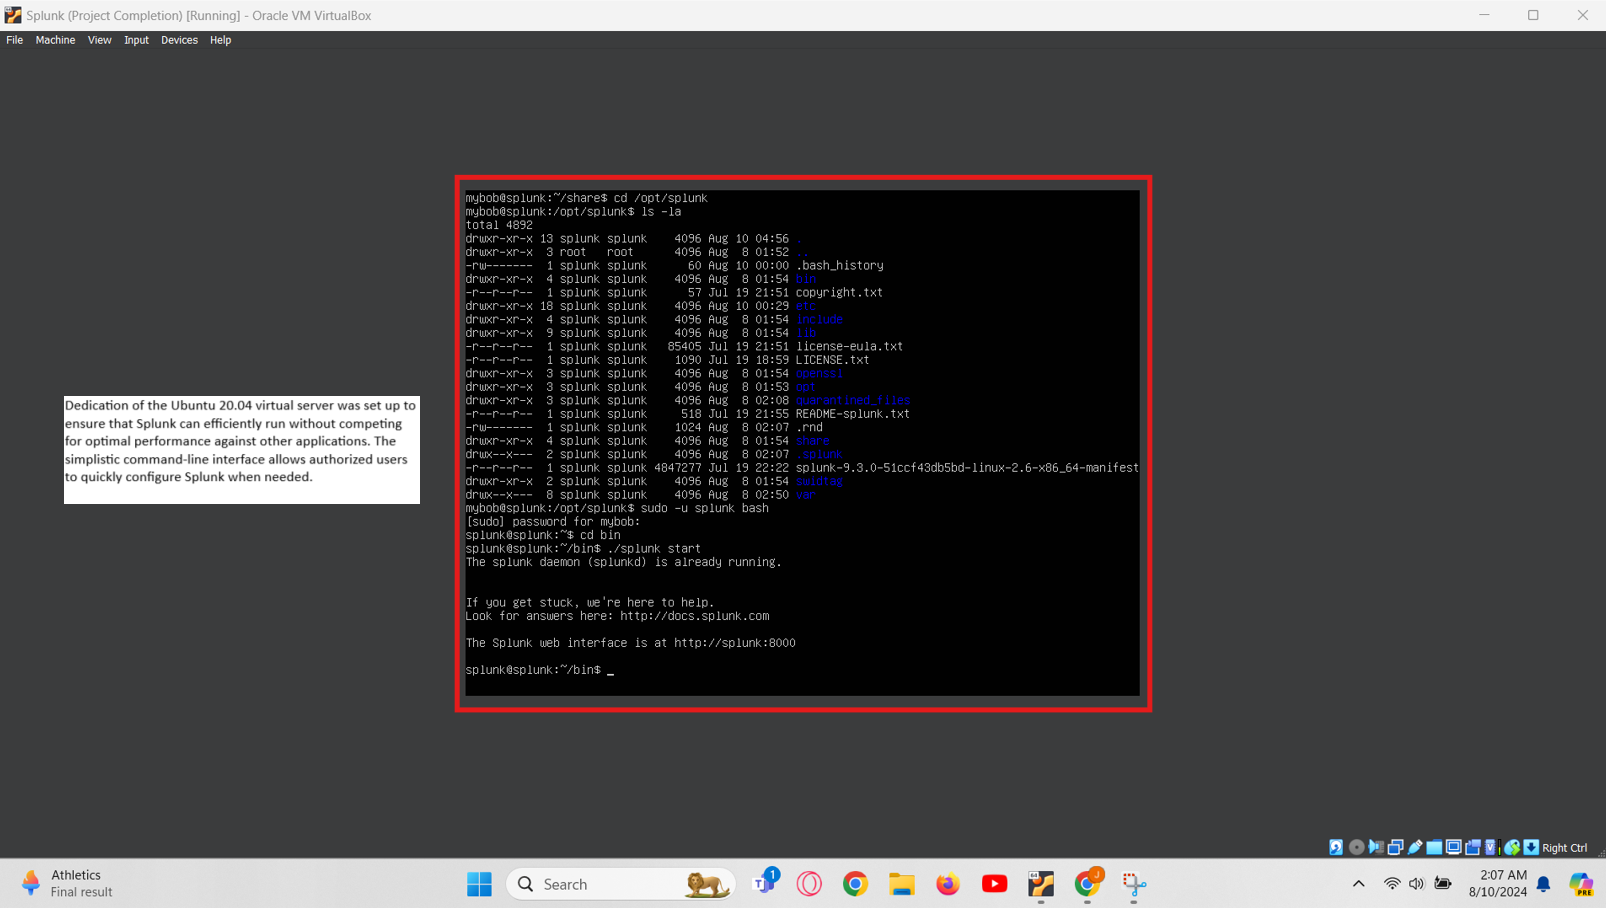 Splunk (Project Completion) [Running] - Oracle VM VirtualBox
File Machine View Input Devices Help
mybob@splunk:~/share$ cd /opt/splunk
mybob@splunk:/opt/splunk$ ls -la
total 4892
drwxr-xr-x 13 splunk splunk 4096 Aug 10 04:56 .
drwxr-xr-x 3 root root 4096 Aug 8 01:52 ..
-rw------- 1 splunk splunk 60 Aug 10 00:00 .bash_history
drwxr-xr-x 4 splunk splunk 4096 Aug 8 01:54 bin
-r--r--r-- 1 splunk splunk 57 Jul 19 21:51 copyright.txt
drwxr-xr-x 18 splunk splunk 4096 Aug 10 00:29 etc
drwxr-xr-x 4 splunk splunk 4096 Aug 8 01:54 include
drwxr-xr-x 9 splunk splunk 4096 Aug 8 01:54 lib
-r--r--r-- 1 splunk splunk 85405 Jul 19 21:51 license-eula.txt
-r--r--r-- 1 splunk splunk 1090 Jul 19 18:59 LICENSE.txt
drwxr-xr-x 3 splunk splunk 4096 Aug 8 01:54 openssl
drwxr-xr-x 3 splunk splunk 4096 Aug 8 01:53 opt
drwxr-xr-x 3 splunk splunk 4096 Aug 8 02:08 quarantined_files
-r--r--r-- 1 splunk splunk 518 Jul 19 21:55 README-splunk.txt
-rw------- 1 splunk splunk 1024 Aug 8 02:07 .rnd
drwxr-xr-x 4 splunk splunk 4096 Aug 8 01:54 share
drwx--x--- 2 splunk splunk 4096 Aug 8 02:07 .splunk
-r--r--r-- 1 splunk splunk 4847277 Jul 19 22:22 splunk-9.3.0-51ccf43db5bd-linux-2.6-x86_64-manifest
drwxr-xr-x 2 splunk splunk 4096 Aug 8 01:54 swidtag
drwx--x--- 8 splunk splunk 4096 Aug 8 02:50 var
mybob@splunk:/opt/splunk$ sudo -u splunk bash
[sudo] password for mybob:
splunk@splunk:~$ cd bin
splunk@splunk:~/bin$ ./splunk start
The splunk daemon (splunkd) is already running.
If you get stuck, we're here to help.
Look for answers here: http://docs.splunk.com
The Splunk web interface is at http://splunk:8000
splunk@splunk:~/bin$ _
Dedication of the Ubuntu 20.04 virtual server was set up to
ensure that Splunk can efficiently run without competing
for optimal performance against other applications. The
simplistic command-line interface allows authorized users
to quickly configure Splunk when needed.
Right Ctrl
Athletics
Final result
Search
1
J
64
2:07 AM
8/10/2024
PRE